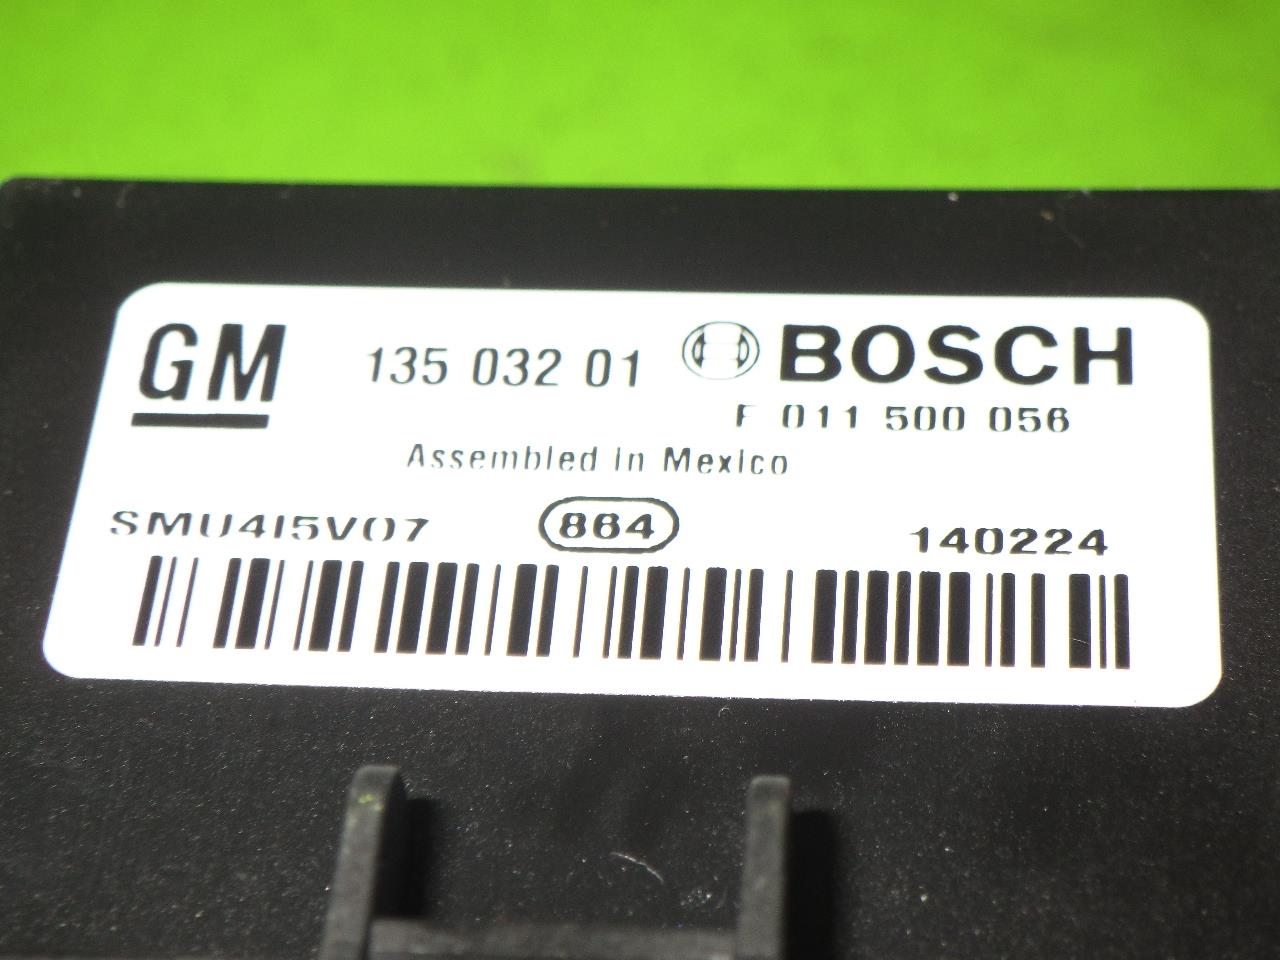 GM 135 032 01 BOSCH
F 011 500 056
Assembled in Mexico
SMU4I5V07 864 140224